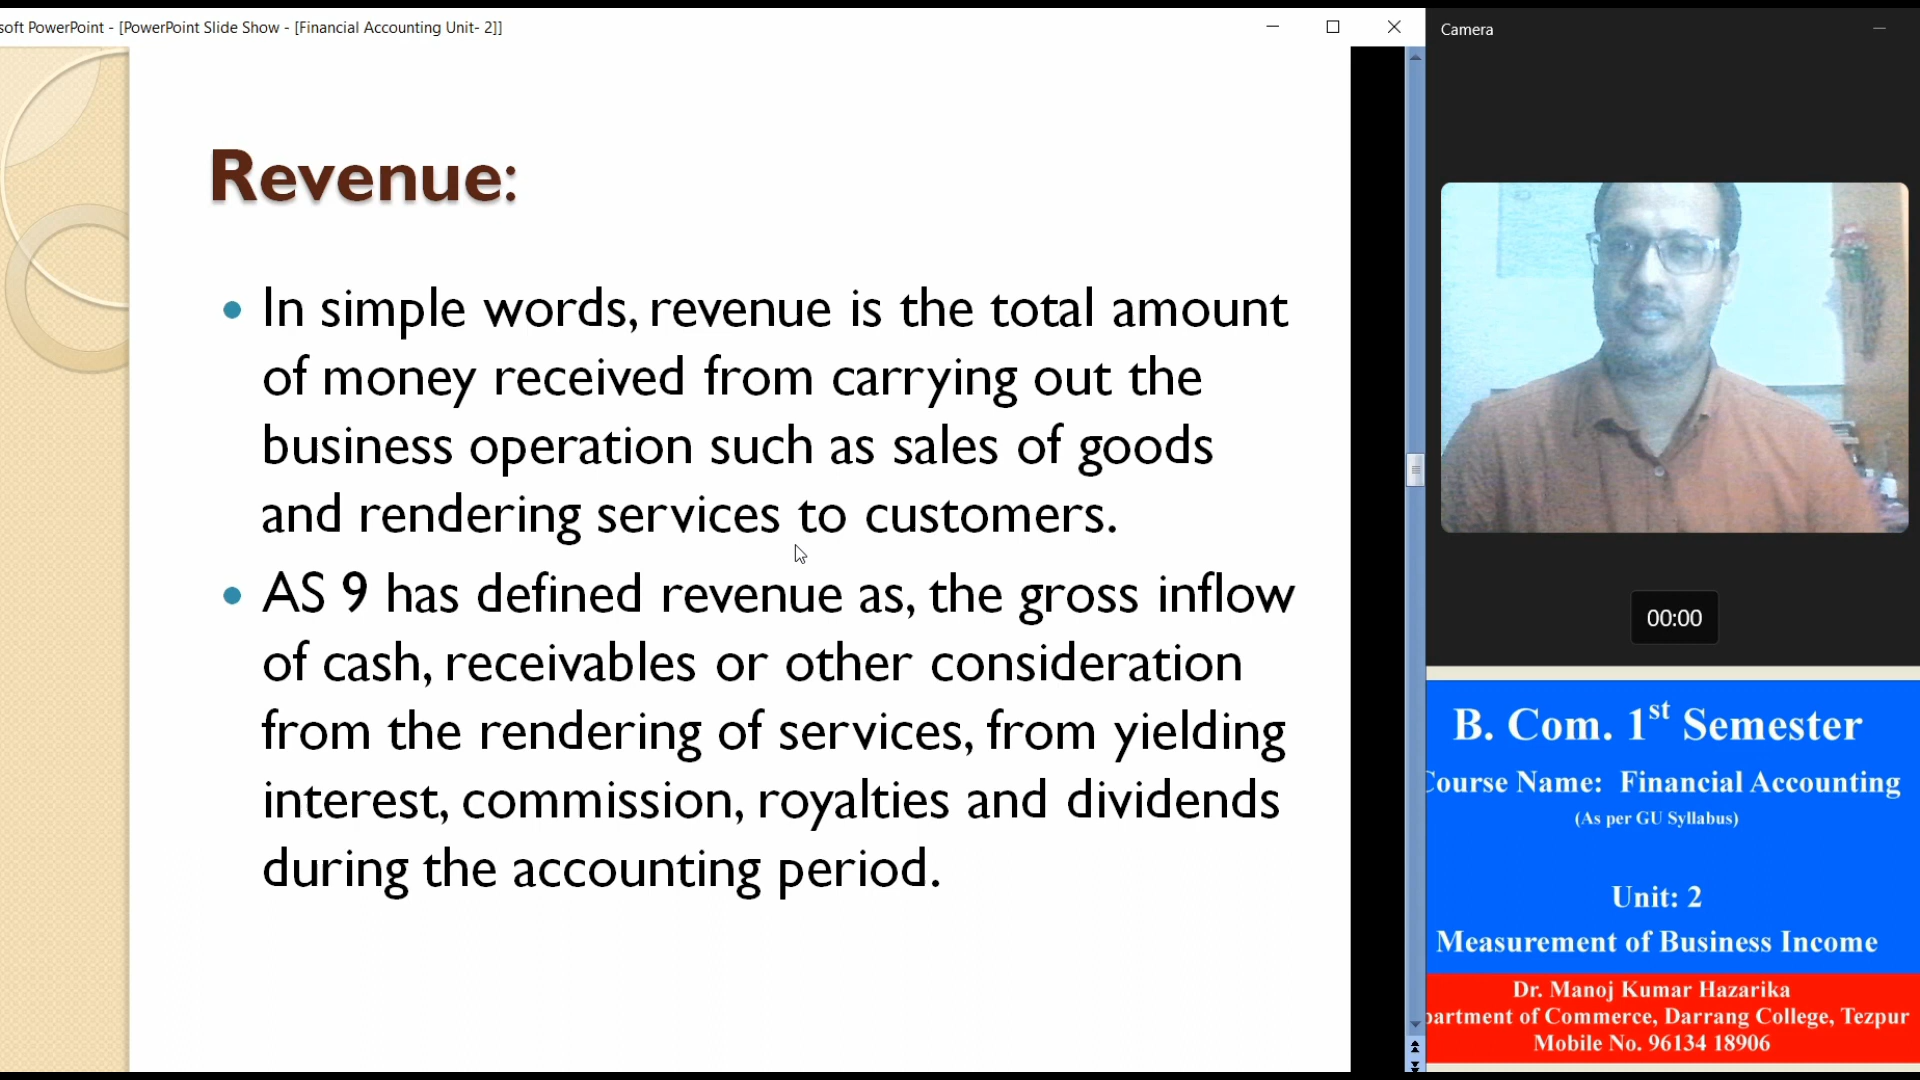 soft PowerPoint - [PowerPoint Slide Show - [Financial Accounting Unit- 2]]
Revenue:
• In simple words, revenue is the total amount
of money received from carrying out the
business operation such as sales of goods
and rendering services to customers.
• AS 9 has defined revenue as, the gross inflow
of cash, receivables or other consideration
from the rendering of services, from yielding
interest, commission, royalties and dividends
during the accounting period.
Camera
00:00
B. Com. 1st Semester
Course Name: Financial Accounting
(As per GU Syllabus)
Unit: 2
Measurement of Business Income
Dr. Manoj Kumar Hazarika
partment of Commerce, Darrang College, Tezpur
Mobile No. 96134 18906